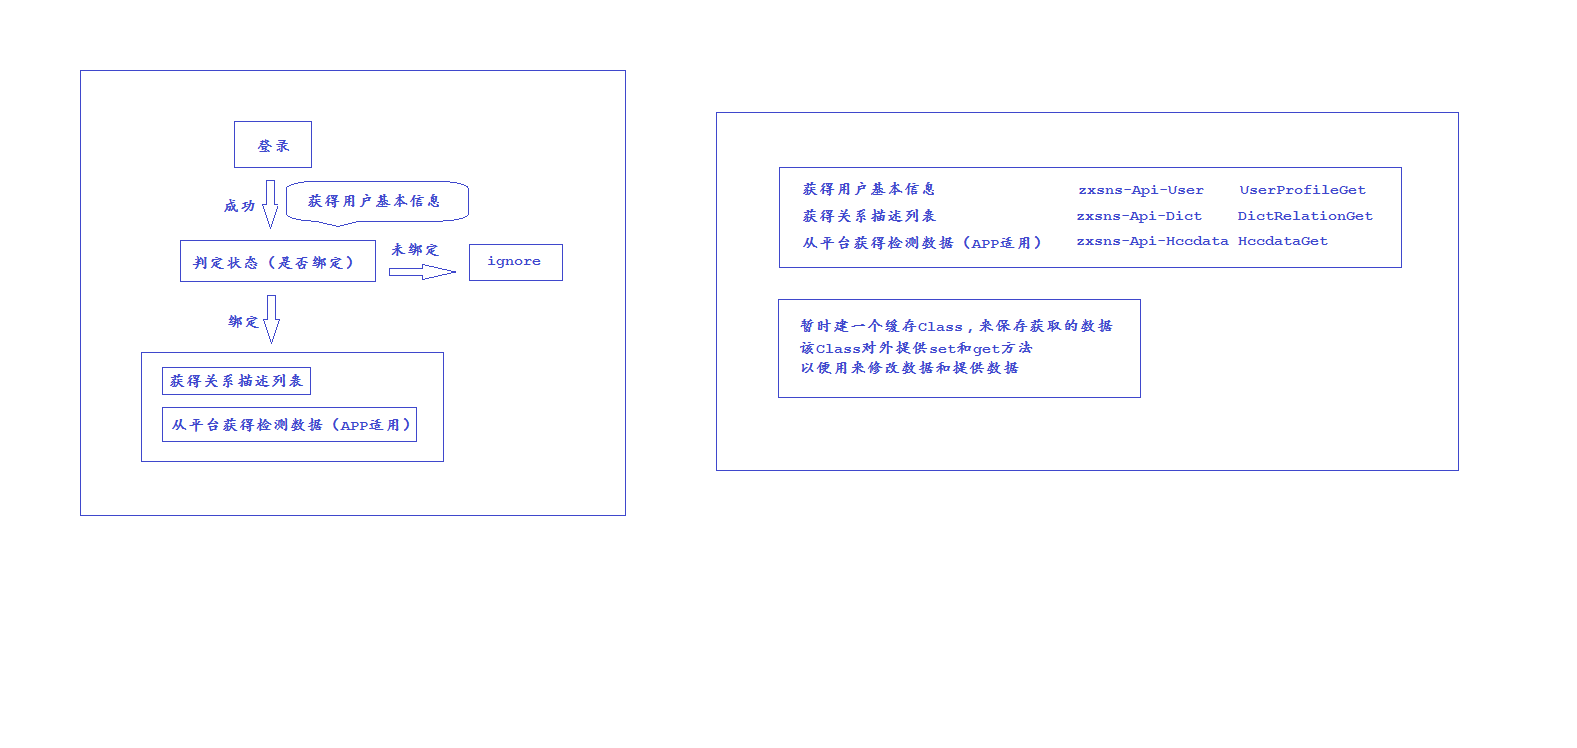 登录
成功
获得用户基本信息
判定状态（是否绑定）
未绑定
ignore
绑定
获得关系描述列表
从平台获得检测数据（APP适用）
获得用户基本信息 zxsns-Api-User UserProfileGet
获得关系描述列表 zxsns-Api-Dict DictRelationGet
从平台获得检测数据（APP适用） zxsns-Api-Hccdata HccdataGet
暂时建一个缓存Class，来保存获取的数据
该Class对外提供set和get方法
以便用来修改数据和提供数据